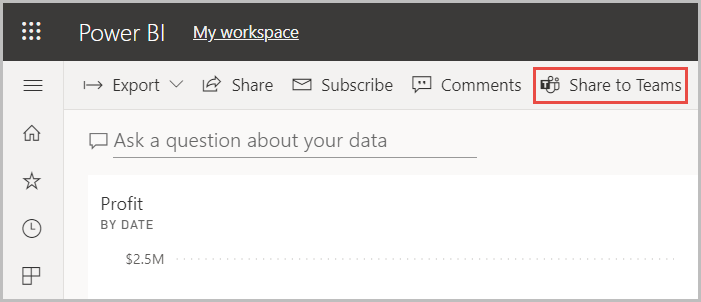 Power BI My workspace
Export Share Subscribe Comments Share to Teams
Ask a question about your data
Profit
BY DATE
$2.5M